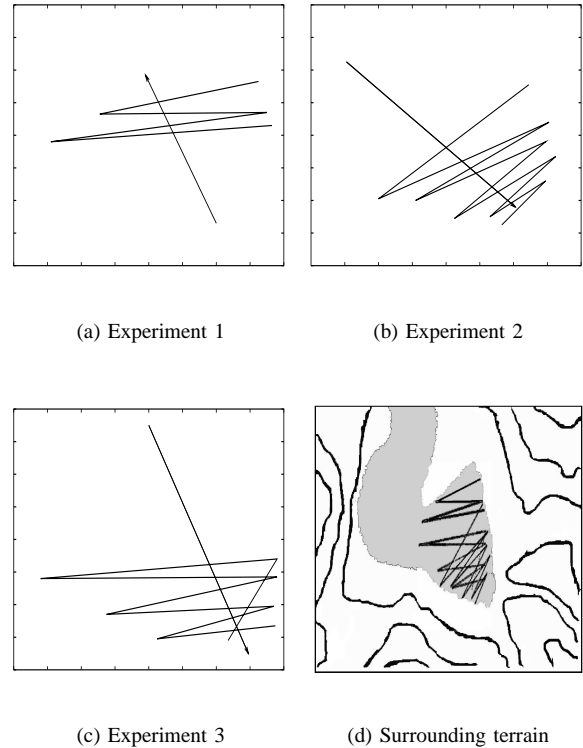 (a) Experiment 1
(b) Experiment 2
(c) Experiment 3
(d) Surrounding terrain